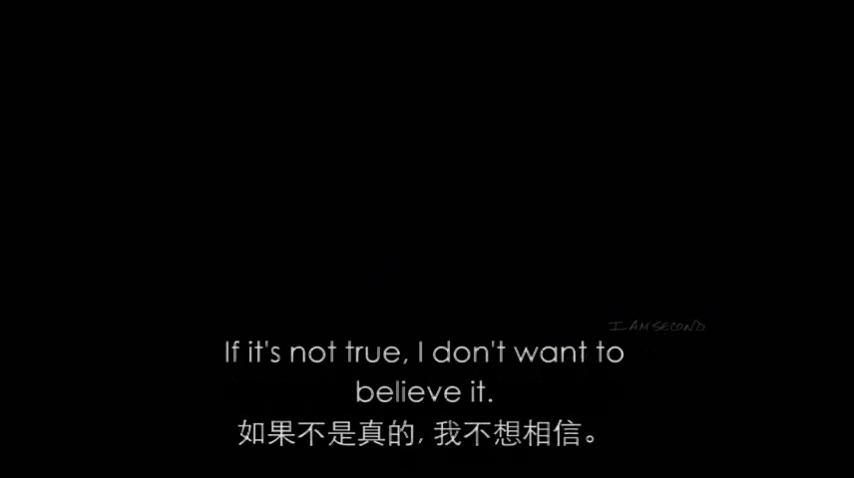 I AM SECOND
If it's not true, I don't want to
believe it.
如果不是真的, 我不想相信。